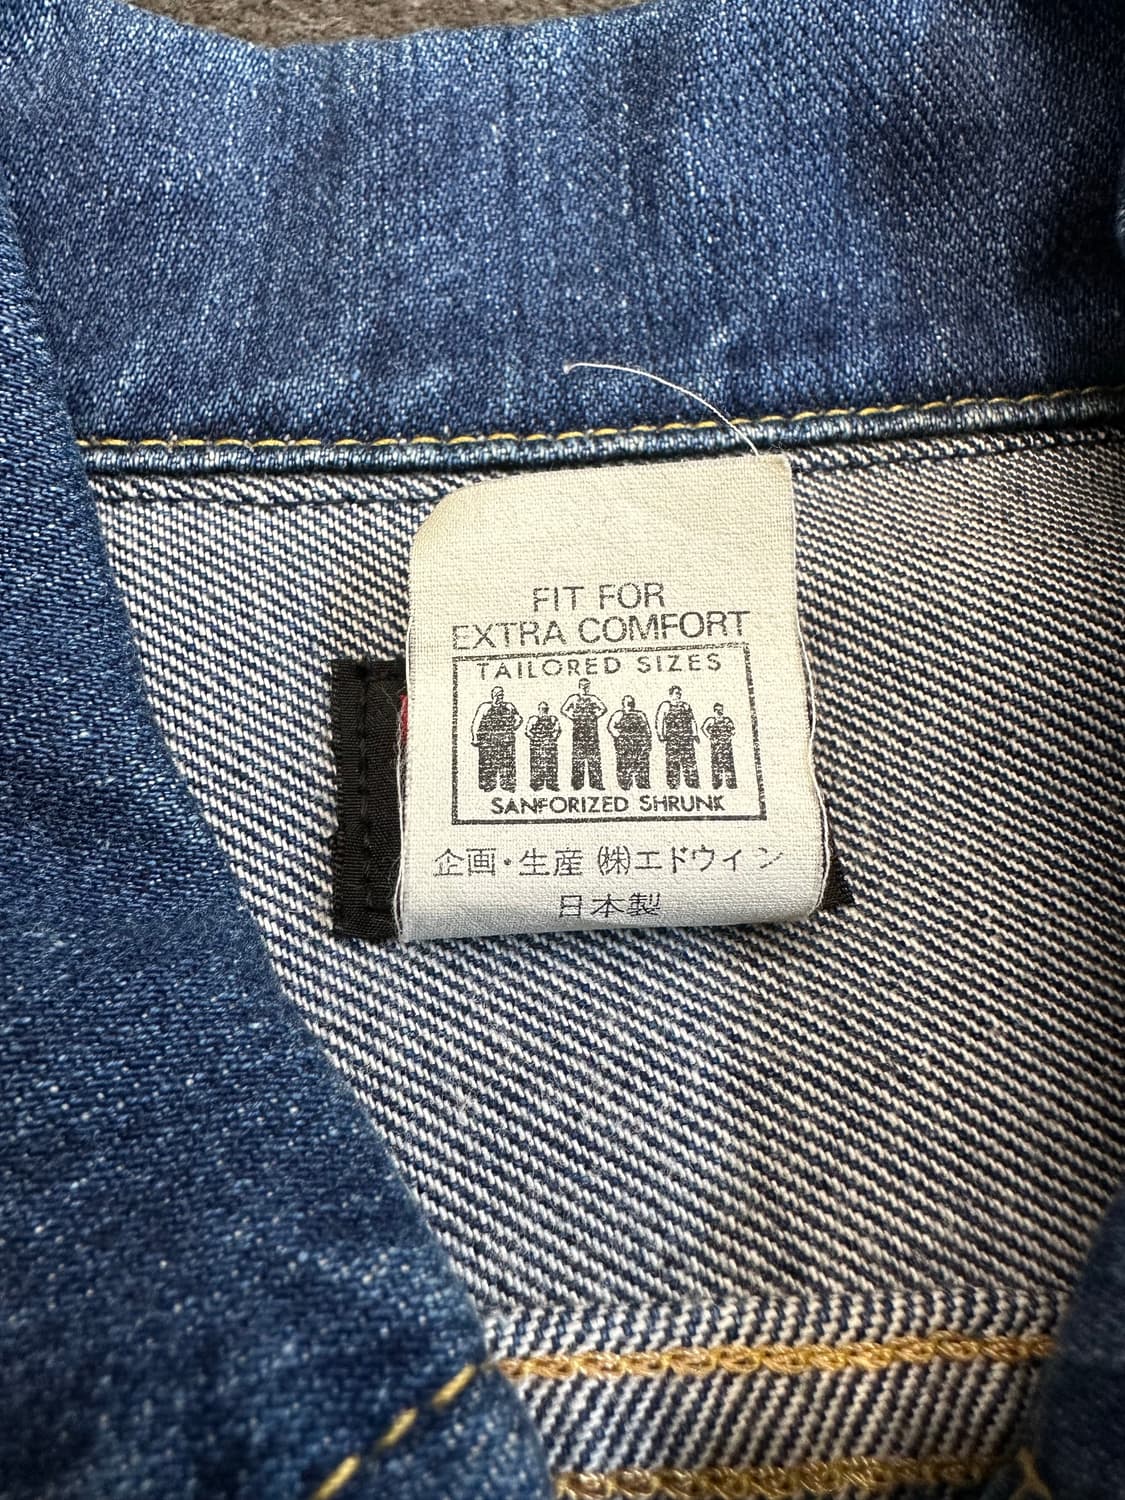 FIT FOR
EXTRA COMFORT
TAILORED SIZES
SANFORIZED SHRUNK
企画・生産 ㈱エドウィン
日本製